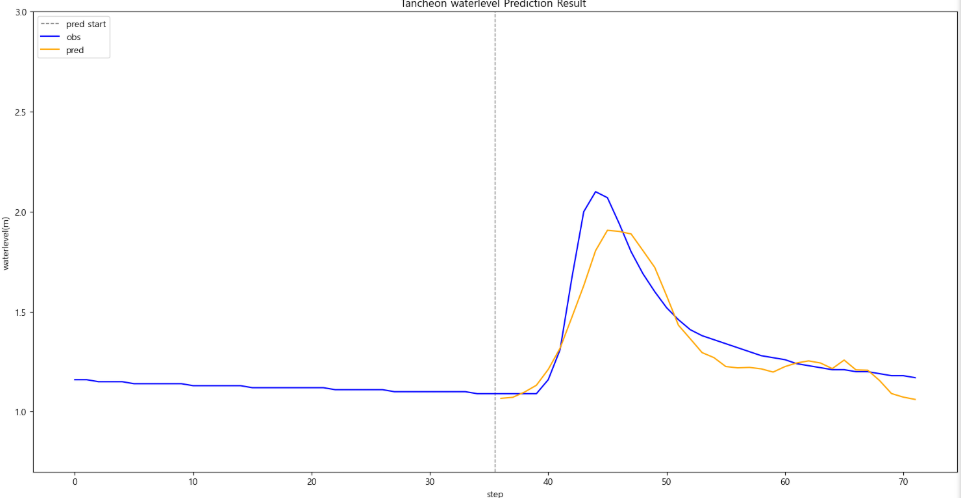 Tancheon waterlevel Prediction Result
3.0
pred start
obs
pred
2.5
2.0
waterlevel(m)
1.5
1.0
0 10 20 30 40 50 60 70
step